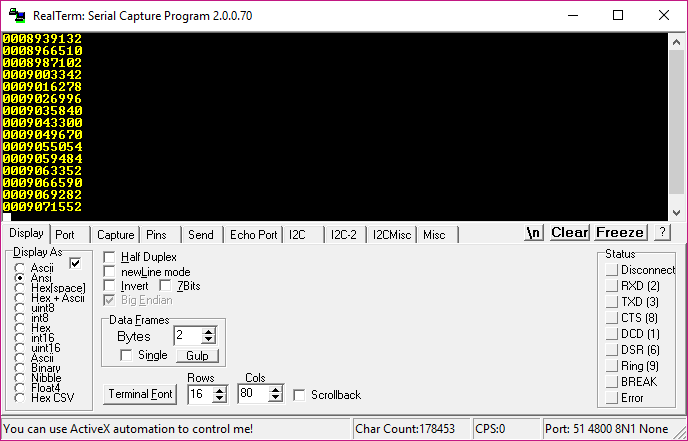 RealTerm: Serial Capture Program 2.0.0.70
0008939132
0008966510
0008987102
0009003342
0009016278
0009026996
0009035840
0009043300
0009049670
0009055054
0009059484
0009063352
0009066590
0009069282
0009071552
Display Port Capture Pins Send Echo Port I2C I2C-2 I2CMisc Misc \n Clear Freeze ?
Display As
Ascii
Ansi
Hex[space]
Hex + Ascii
uint8
int8
Hex
int16
uint16
Ascii
Binary
Nibble
Float4
Hex CSV
Half Duplex
newLine mode
Invert 7Bits
Big Endian
Data Frames
Bytes 2
Single Gulp
Rows Cols
Terminal Font 16 80 Scrollback
Status
Disconnect
RXD (2)
TXD (3)
CTS (8)
DCD (1)
DSR (6)
Ring (9)
BREAK
Error
You can use ActiveX automation to control me! Char Count:178453 CPS:0 Port: 51 4800 8N1 None